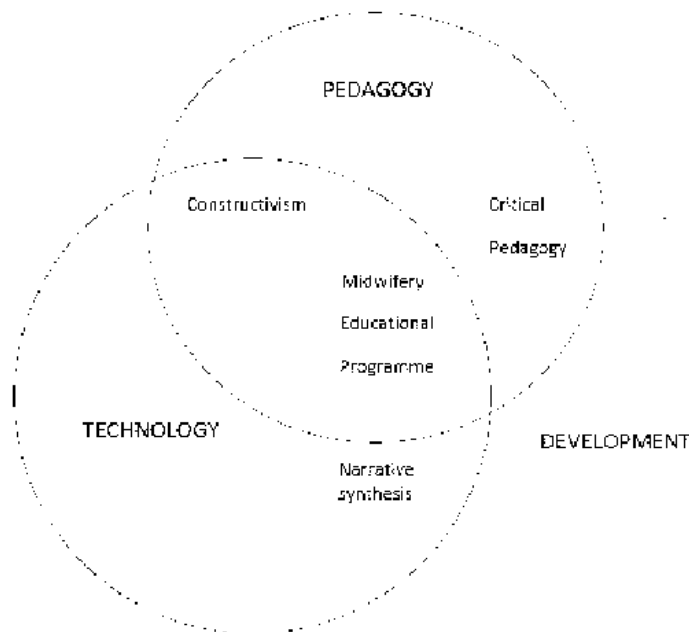 PEDAGOGY
Constructivism
Critical
Pedagogy
Midwifery
Educational
Programme
TECHNOLOGY
DEVELOPMENT
Narrative
synthesis